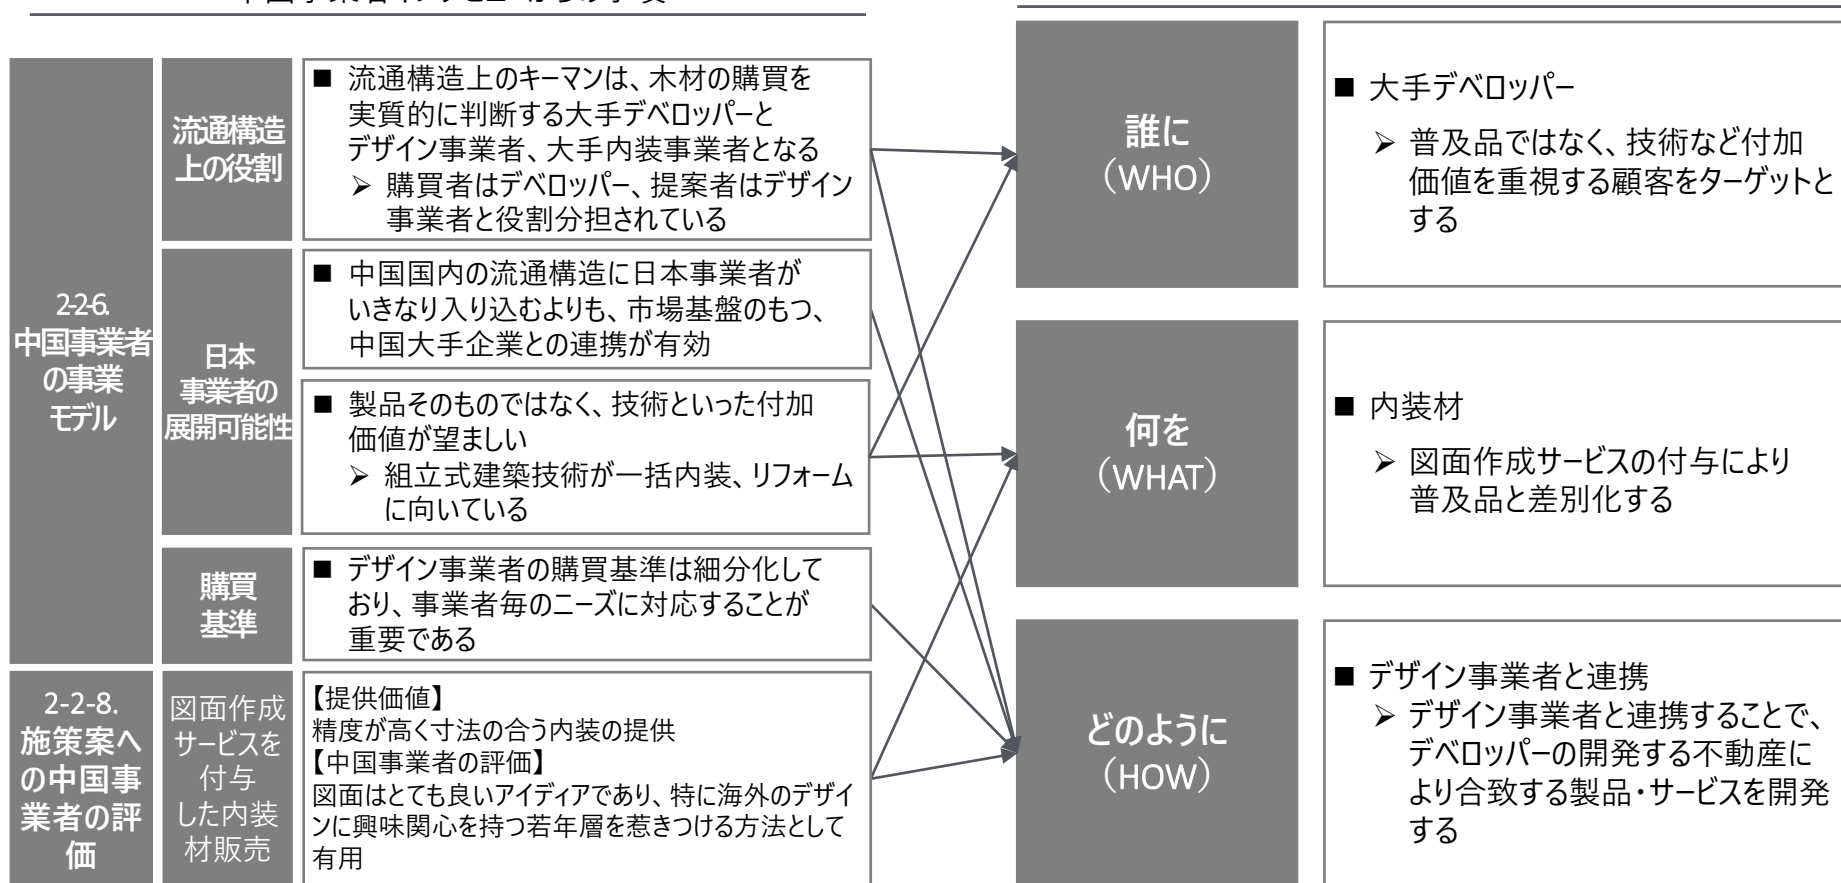 2-2-6.
中国事業者
の事業
モデル
流通構造
上の役割
■ 流通構造上のキーマンは、木材の購買を
実質的に判断する大手デベロッパーと
デザイン事業者、大手内装事業者となる
➢ 購買者はデベロッパー、提案者はデザイン
事業者と役割分担されている
日本
事業者の
展開可能性
■ 中国国内の流通構造に日本事業者が
いきなり入り込むよりも、市場基盤のもつ、
中国大手企業との連携が有効
■ 製品そのものではなく、技術といった付加
価値が望ましい
➢ 組立式建築技術が一括内装、リフォーム
に向いている
購買
基準
■ デザイン事業者の購買基準は細分化して
おり、事業者毎のニーズに対応することが
重要である
2-2-8.
施策案へ
の中国事
業者の評
価
図面作成
サービスを
付与
した内装
材販売
【提供価値】
精度が高く寸法の合う内装の提供
【中国事業者の評価】
図面はとても良いアイディアであり、特に海外のデザイ
ンに興味関心を持つ若年層を惹きつける方法として
有用
誰に
（WHO）
■ 大手デベロッパー
➢ 普及品ではなく、技術など付加
価値を重視する顧客をターゲットと
する
何を
（WHAT）
■ 内装材
➢ 図面作成サービスの付与により
普及品と差別化する
どのように
（HOW）
■ デザイン事業者と連携
➢ デザイン事業者と連携することで、
デベロッパーの開発する不動産に
より合致する製品・サービスを開発
する